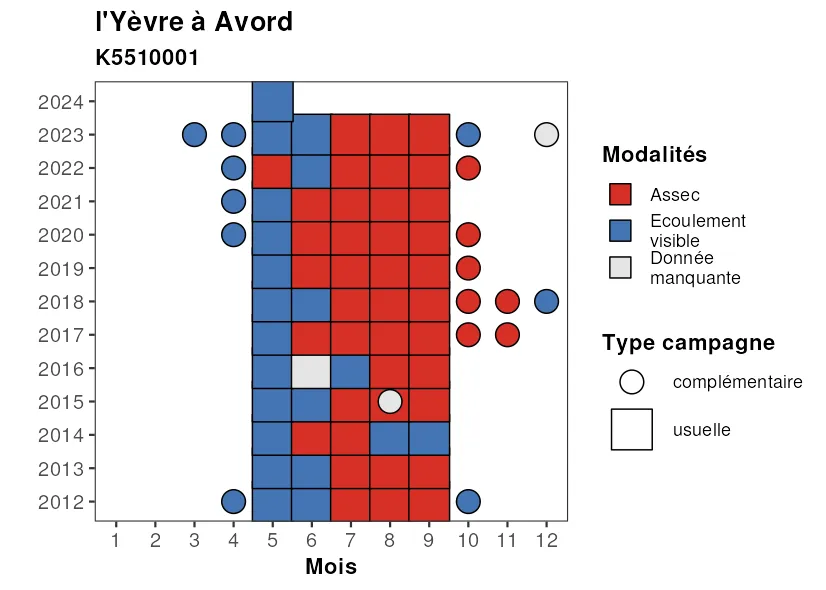 l'Yèvre à Avord
K5510001
2024
2023
2022
2021
2020
2019
2018
2017
2016
2015
2014
2013
2012
1 2 3 4 5 6 7 8 9 10 11 12
Mois
Modalités
Assec
Ecoulement
visible
Donnée
manquante
Type campagne
complémentaire
usuelle